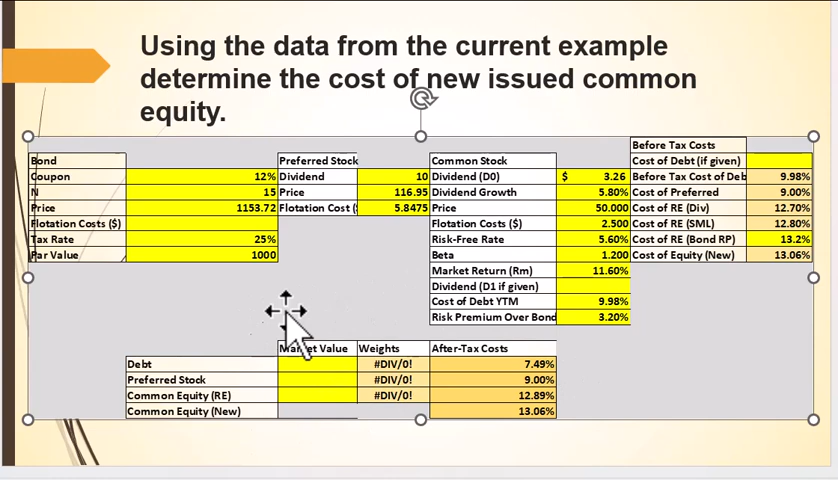 Using the data from the current example
determine the cost of new issued common
equity.
Before Tax Costs
Bond Preferred Stock Common Stock Cost of Debt (if given)
Coupon 12% Dividend 10 Dividend (D0) $ 3.26 Before Tax Cost of Deb 9.98%
N 15 Price 116.95 Dividend Growth 5.80% Cost of Preferred 9.00%
Price 1153.72 Flotation Cost ($ 5.8475 Price 50.000 Cost of RE (Div) 12.70%
Flotation Costs ($) Flotation Costs ($) 2.500 Cost of RE (SML) 12.80%
Tax Rate 25% Risk-Free Rate 5.60% Cost of RE (Bond RP) 13.2%
Par Value 1000 Beta 1.200 Cost of Equity (New) 13.06%
Market Return (Rm) 11.60%
Dividend (D1 if given)
Cost of Debt YTM 9.98%
Risk Premium Over Bond 3.20%
Market Value Weights After-Tax Costs
Debt #DIV/0! 7.49%
Preferred Stock #DIV/0! 9.00%
Common Equity (RE) #DIV/0! 12.89%
Common Equity (New) 13.06%